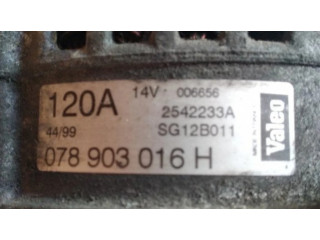 120A 14V 006656
2542233A
44/99 SG12B011
078 903 016 H
Valeo